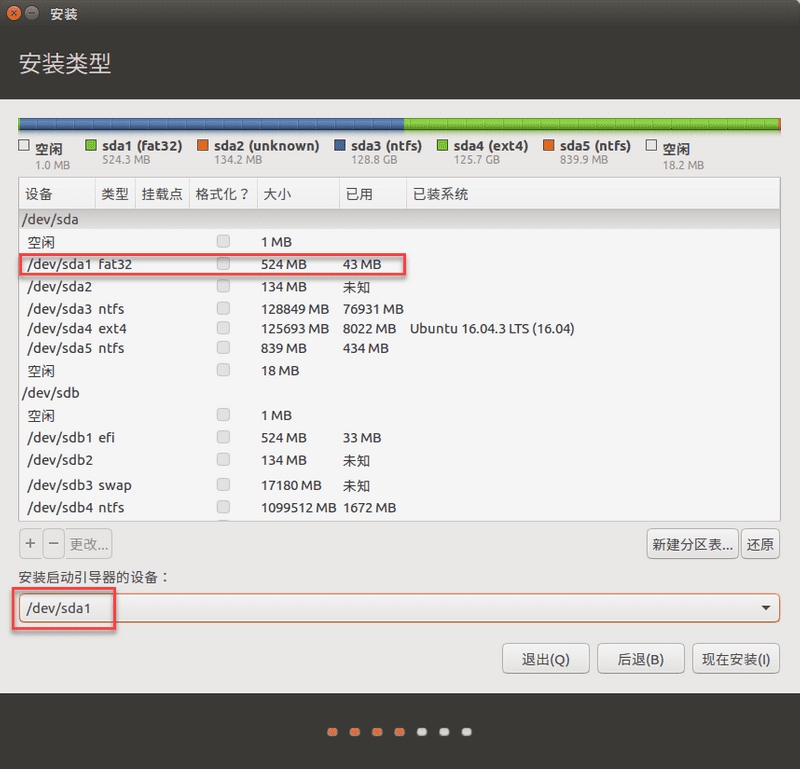 安装
安装类型
空闲 sda1 (fat32) sda2 (unknown) sda3 (ntfs) sda4 (ext4) sda5 (ntfs) 空闲
1.0 MB 524.3 MB 134.2 MB 128.8 GB 125.7 GB 839.9 MB 18.2 MB
设备 类型 挂载点 格式化？ 大小 已用 已装系统
/dev/sda
空闲 1 MB
/dev/sda1 fat32 524 MB 43 MB
/dev/sda2 134 MB 未知
/dev/sda3 ntfs 128849 MB 76931 MB
/dev/sda4 ext4 125693 MB 8022 MB Ubuntu 16.04.3 LTS (16.04)
/dev/sda5 ntfs 839 MB 434 MB
空闲 18 MB
/dev/sdb
空闲 1 MB
/dev/sdb1 efi 524 MB 33 MB
/dev/sdb2 134 MB 未知
/dev/sdb3 swap 17180 MB 未知
/dev/sdb4 ntfs 1099512 MB 1672 MB
+ − 更改... 新建分区表... 还原
安装启动引导器的设备：
/dev/sda1
退出(Q) 后退(B) 现在安装(I)